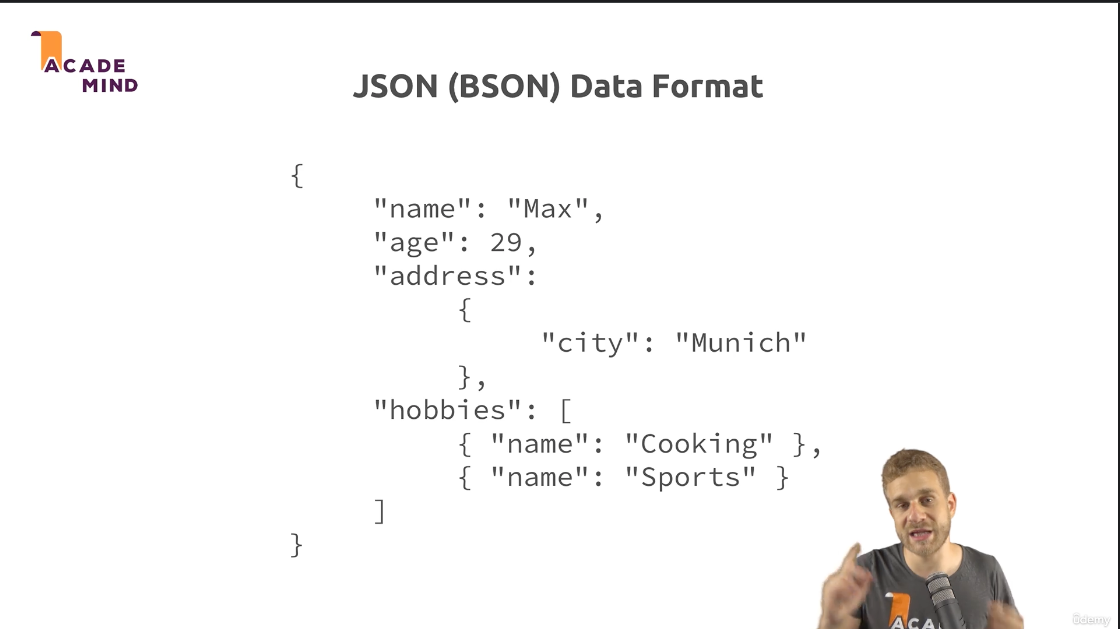 ACADE
MIND
JSON (BSON) Data Format
{
"name": "Max",
"age": 29,
"address":
{
"city": "Munich"
},
"hobbies": [
{ "name": "Cooking" },
{ "name": "Sports" }
]
}
ACA
ûdemy